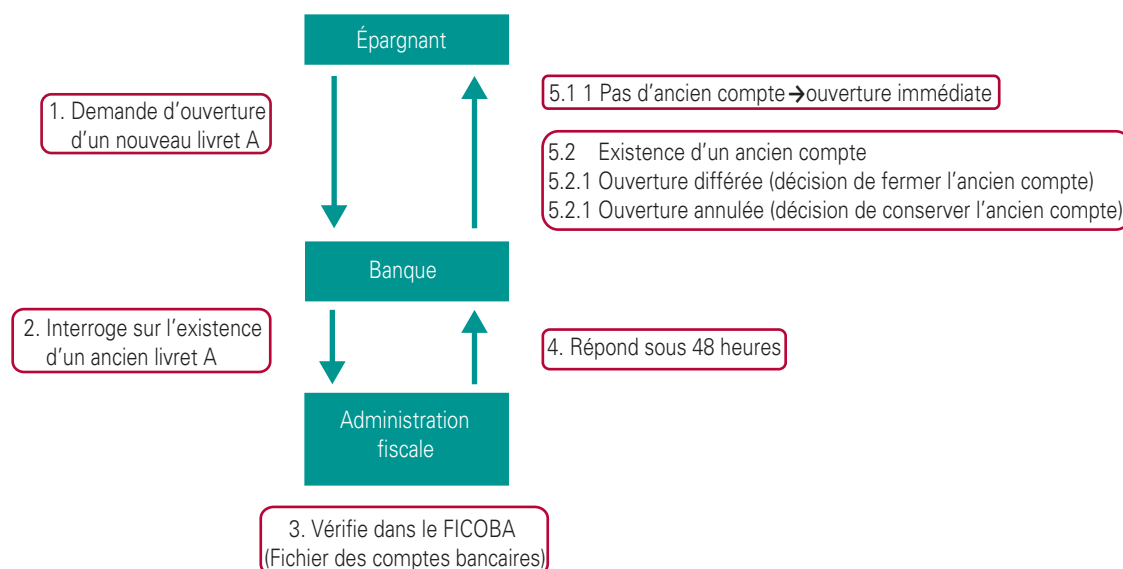 Épargnant
1. Demande d'ouverture
d'un nouveau livret A
5.1 1 Pas d'ancien compte→ouverture immédiate
5.2 Existence d'un ancien compte
5.2.1 Ouverture différée (décision de fermer l'ancien compte)
5.2.1 Ouverture annulée (décision de conserver l'ancien compte)
Banque
2. Interroge sur l'existence
d'un ancien livret A
4. Répond sous 48 heures
Administration
fiscale
3. Vérifie dans le FICOBA
(Fichier des comptes bancaires)